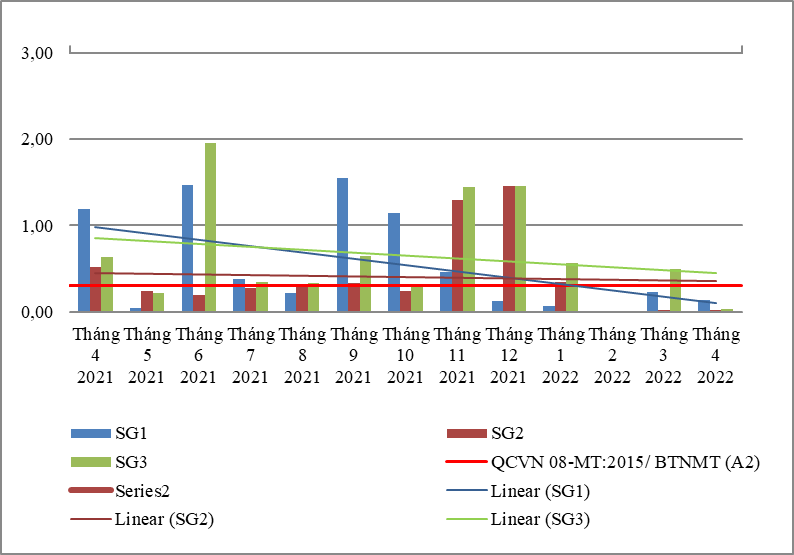 3,00
2,00
1,00
0,00
Tháng Tháng Tháng Tháng Tháng Tháng Tháng Tháng Tháng Tháng Tháng Tháng Tháng
4 5 6 7 8 9 10 11 12 1 2 3 4
2021 2021 2021 2021 2021 2021 2021 2021 2021 2022 2022 2022 2022
SG1 SG2
SG3 QCVN 08-MT:2015/ BTNMT (A2)
Series2 Linear (SG1)
Linear (SG2) Linear (SG3)